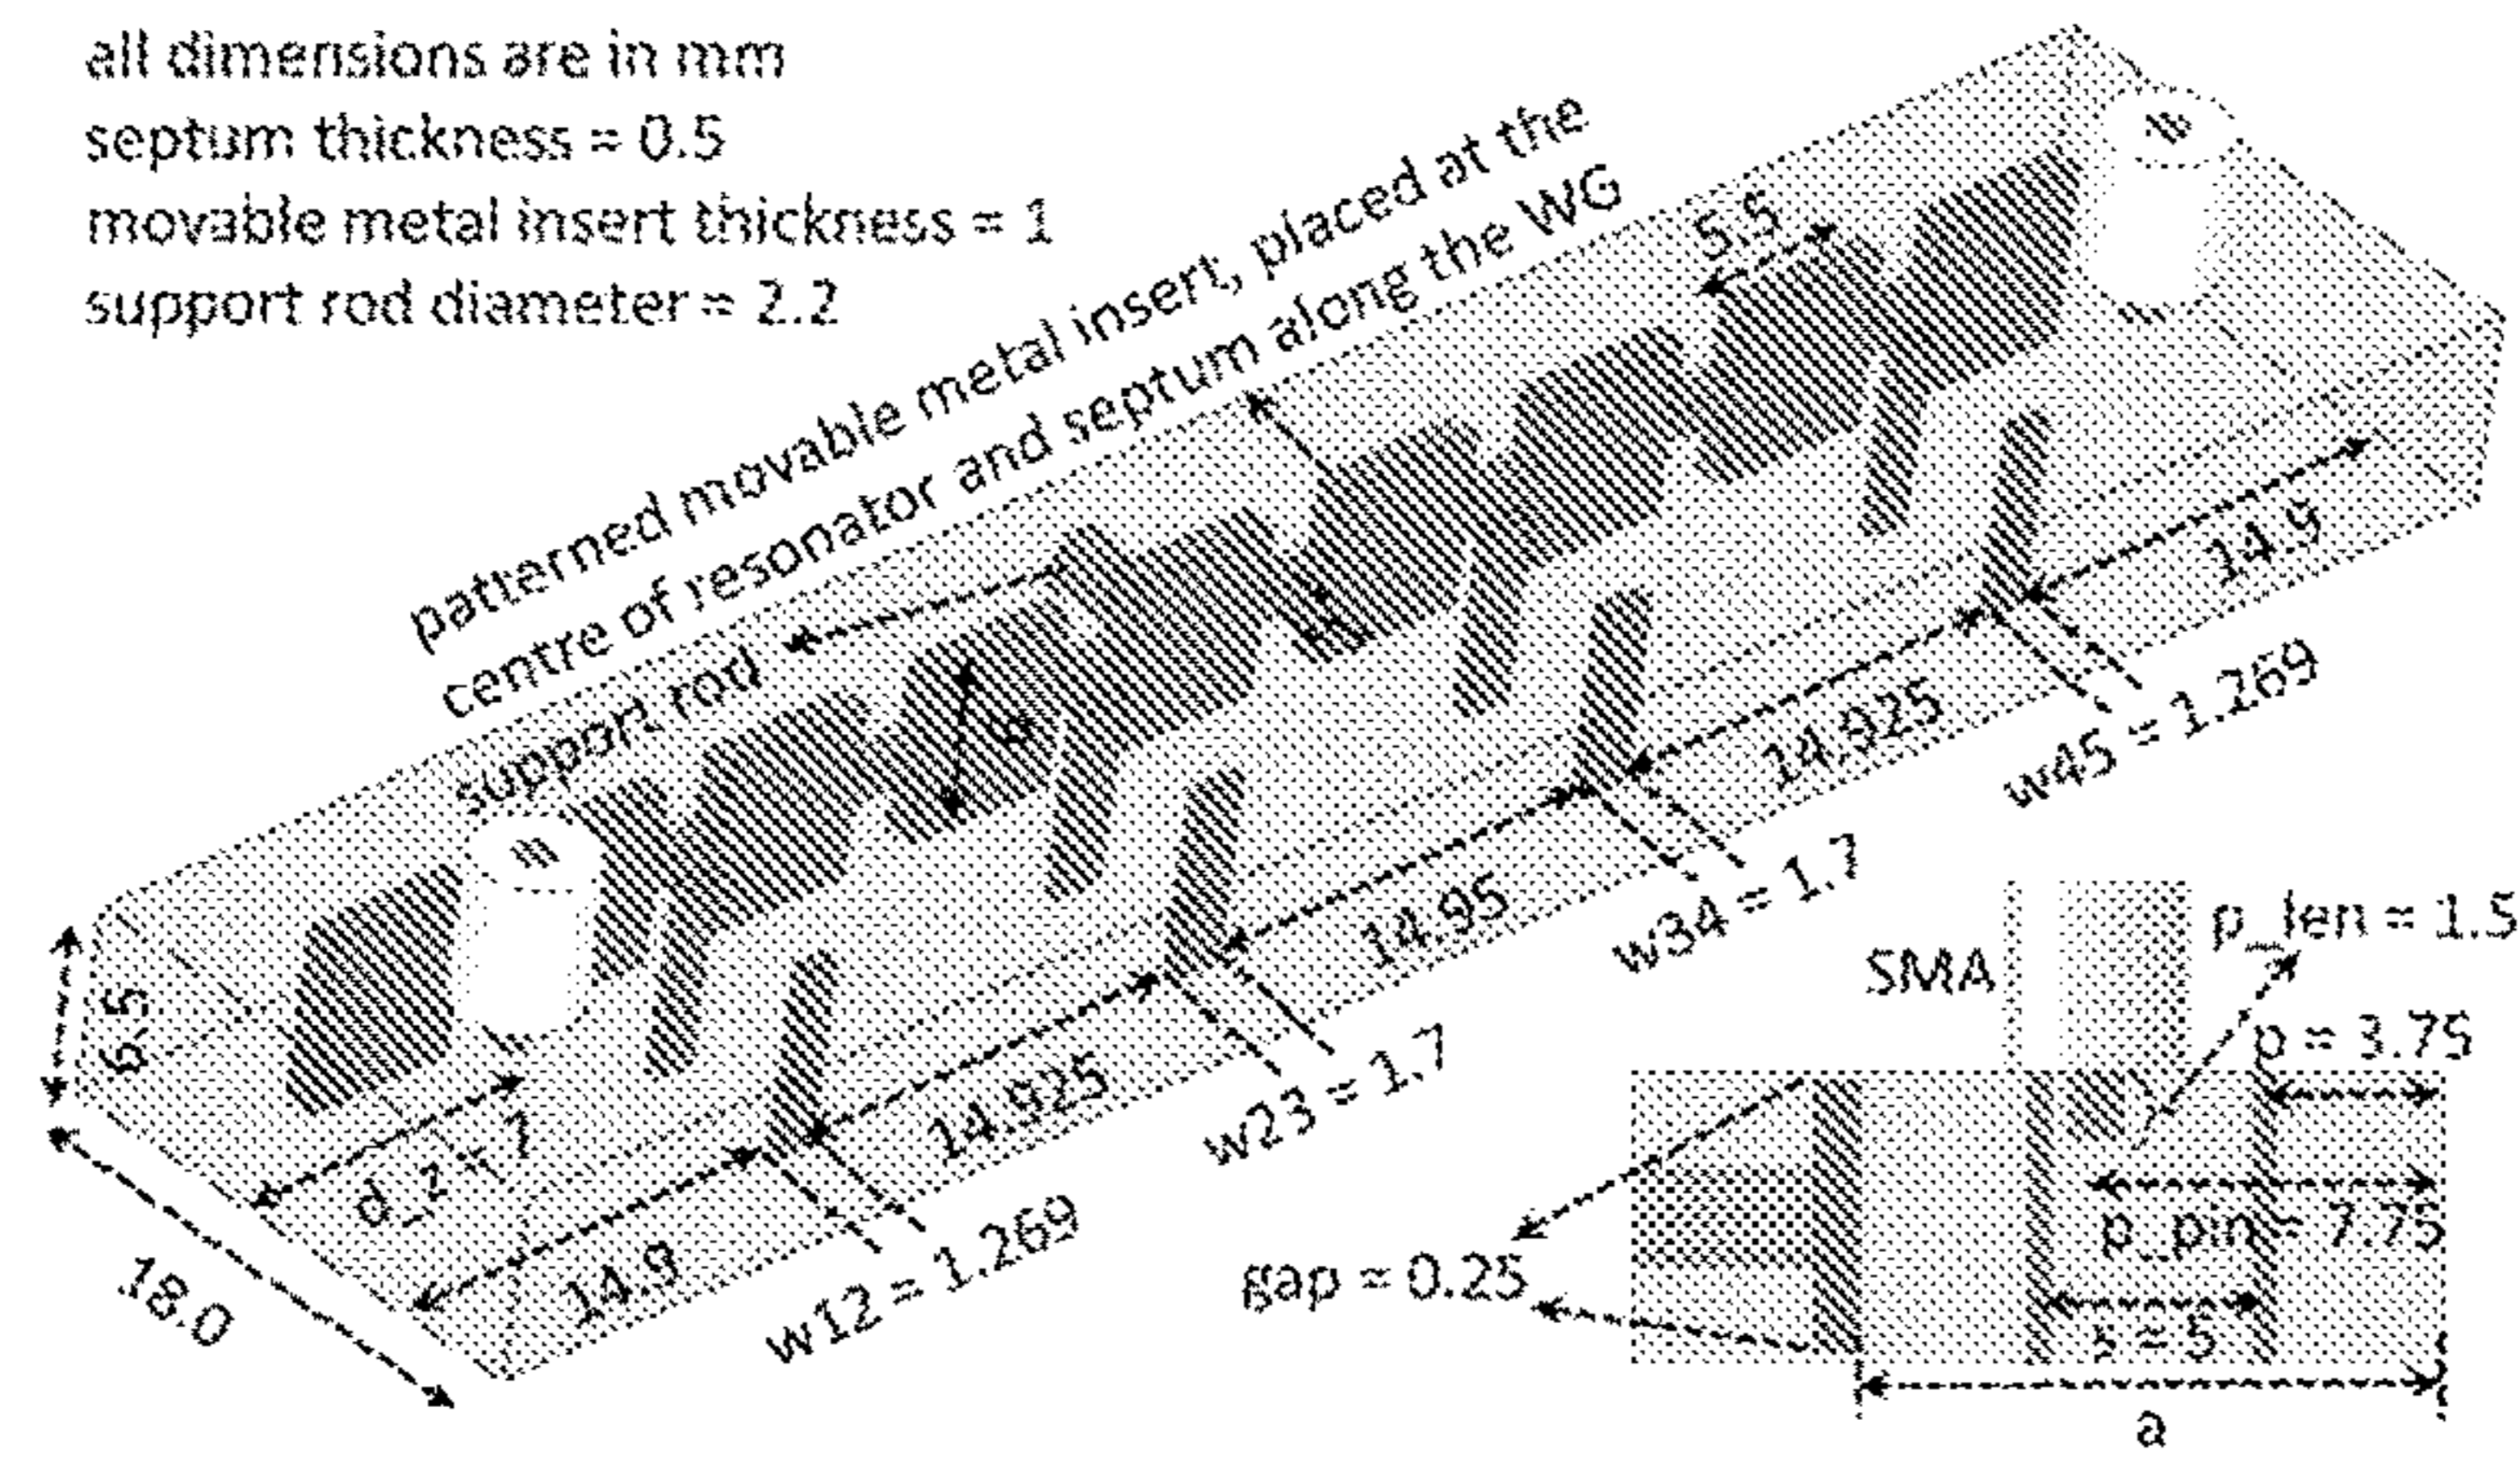 all dimensions are in mm
septum thickness = 0.5
movable metal insert thickness = 1
support rod diameter = 2.2
patterned movable metal insert, placed at the
centre of resonator and septum along the WG
support rod
5.5
6.5
18.0
d_z = 7
14.9
w12 = 1.269
14.925
w23 = 1.7
14.95
w34 = 1.7
14.925
w45 = 1.269
14.9
SMA
p_len = 1.5
p = 3.75
p_pin = 7.75
gap = 0.25
s = 5
a